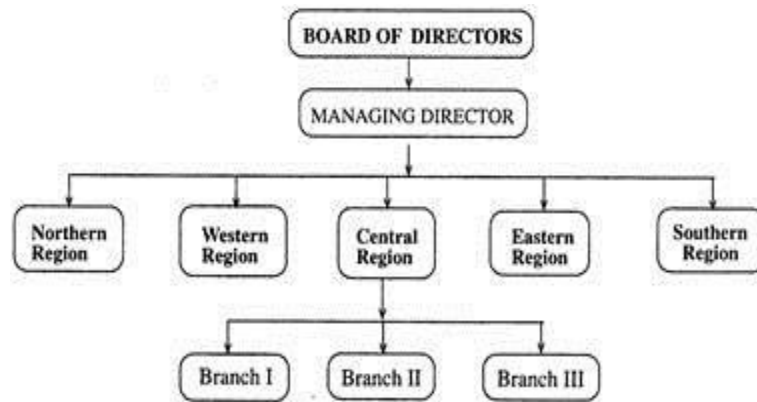 BOARD OF DIRECTORS
MANAGING DIRECTOR
Northern
Region
Western
Region
Central
Region
Eastern
Region
Southern
Region
Branch I
Branch II
Branch III